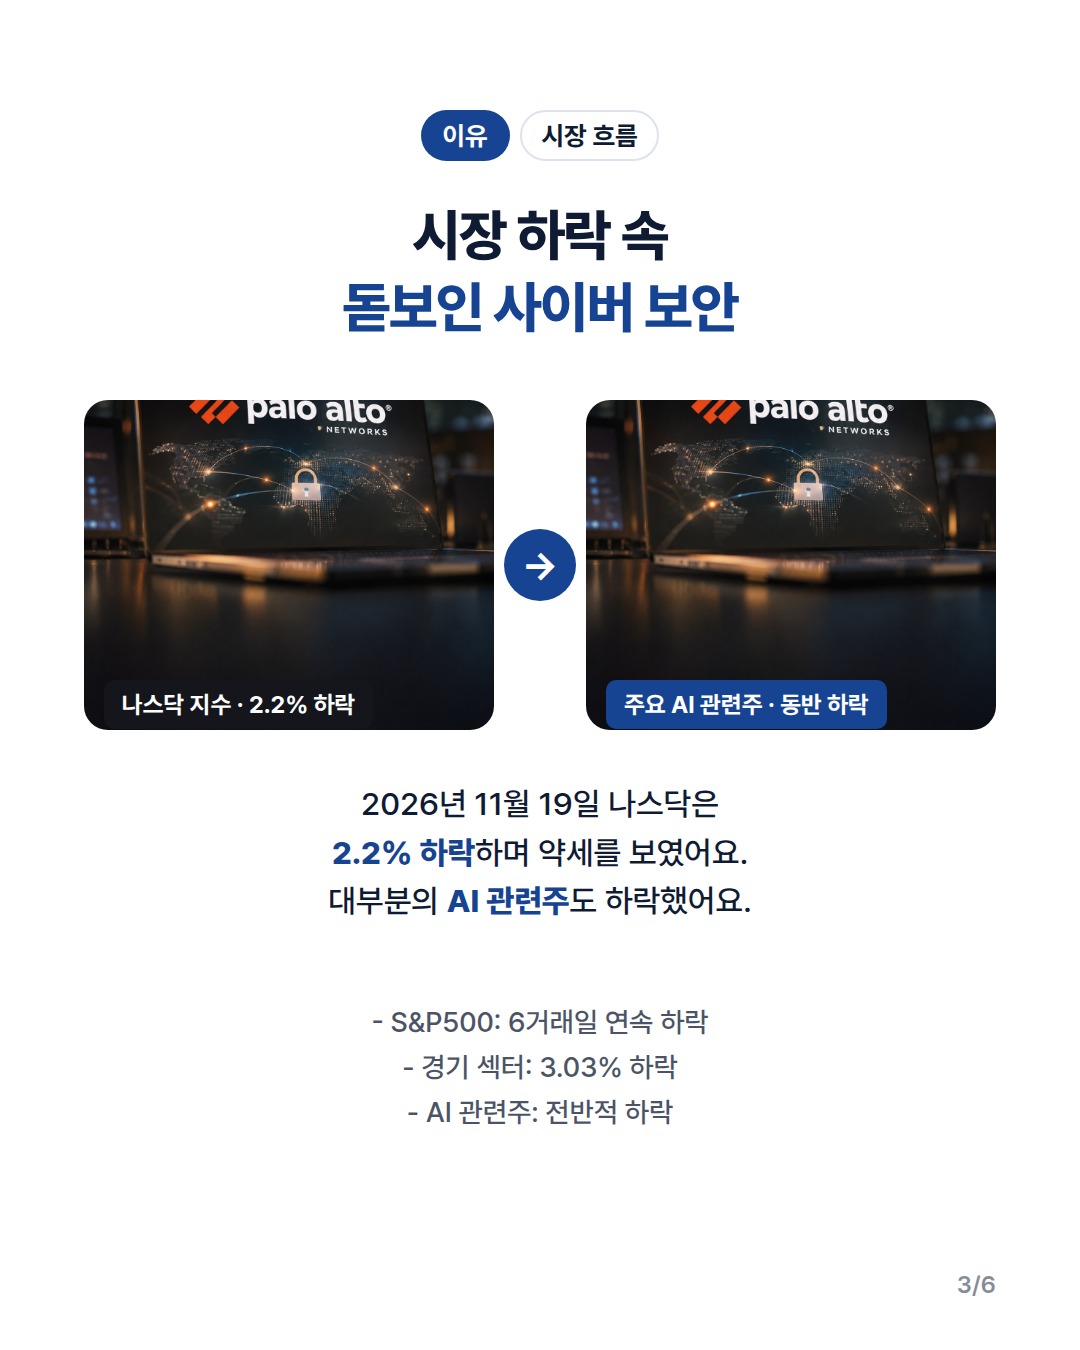 이유
시장 흐름
시장 하락 속
돋보인 사이버 보안
palo alto®
NETWORKS
palo alto®
NETWORKS
→
나스닥 지수 · 2.2% 하락
주요 AI 관련주 · 동반 하락
2026년 11월 19일 나스닥은
2.2% 하락하며 약세를 보였어요.
대부분의 AI 관련주도 하락했어요.
- S&P500: 6거래일 연속 하락
- 경기 섹터: 3.03% 하락
- AI 관련주: 전반적 하락
3/6